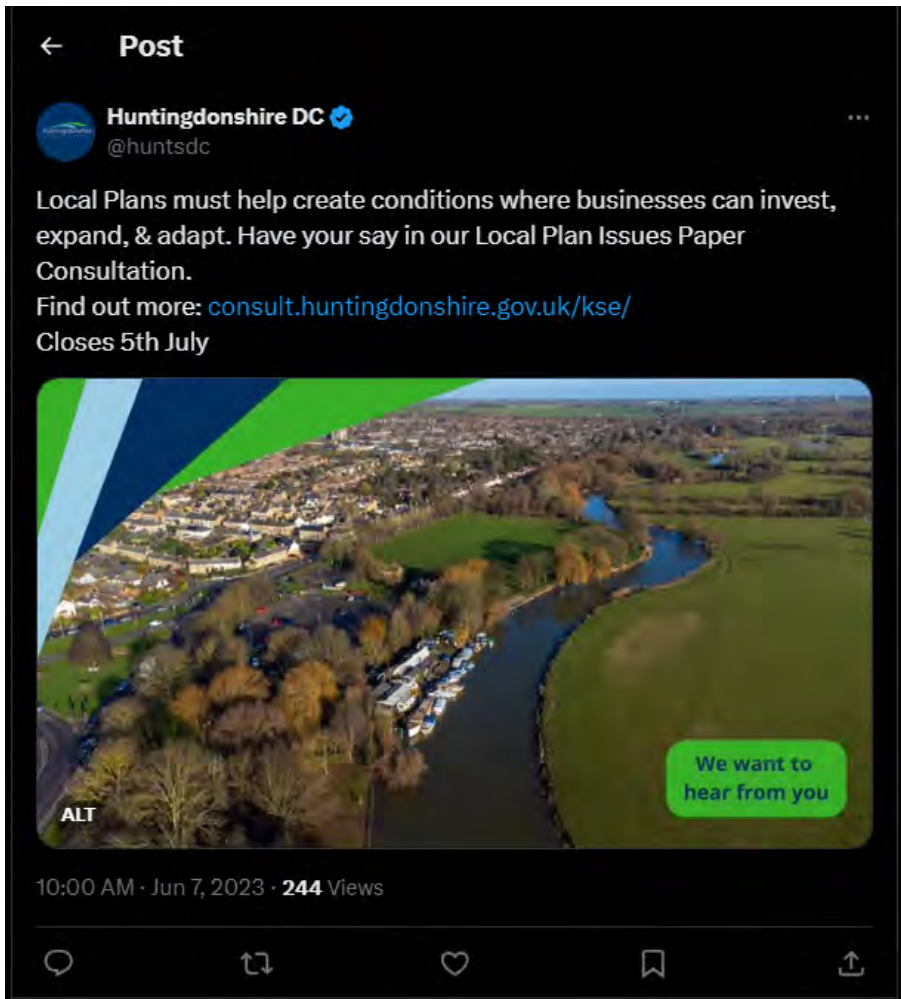 Post
Huntingdonshire DC
@huntsdc
Local Plans must help create conditions where businesses can invest,
expand, & adapt. Have your say in our Local Plan Issues Paper
Consultation.
Find out more: consult.huntingdonshire.gov.uk/kse/
Closes 5th July
We want to
hear from you
ALT
10:00 AM · Jun 7, 2023 · 244 Views